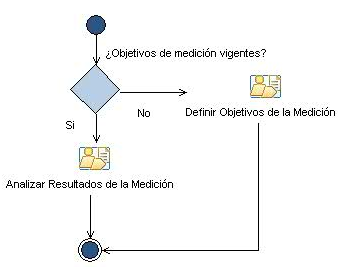 ¿Objetivos de medición vigentes?
No
Definir Objetivos de la Medición
Si
Analizar Resultados de la Medición